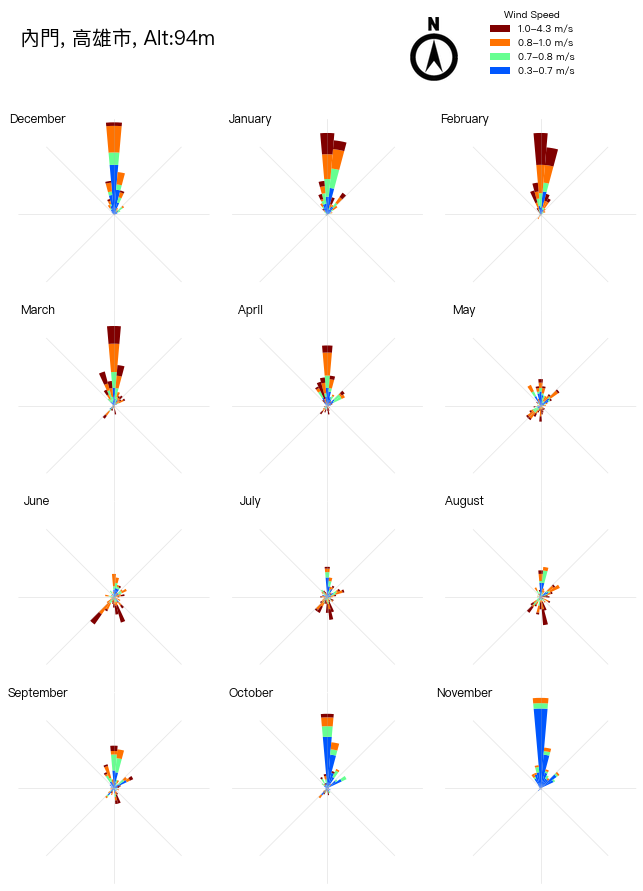 內門, 高雄市, Alt:94m
N
Wind Speed
1.0–4.3 m/s
0.8–1.0 m/s
0.7–0.8 m/s
0.3–0.7 m/s
December
January
February
March
April
May
June
July
August
September
October
November